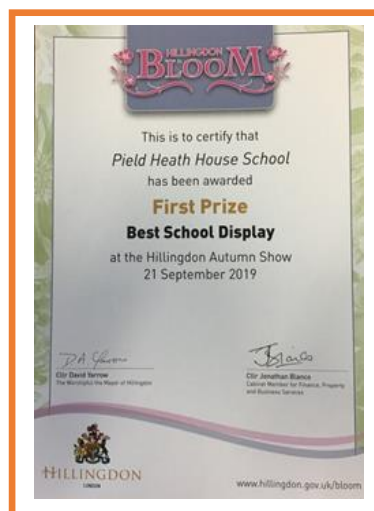 HILLINGDON
BLOOM
This is to certify that
Pield Heath House School
has been awarded
First Prize
Best School Display
at the Hillingdon Autumn Show
21 September 2019
D A Yarrow
Cllr David Yarrow
The Worshipful the Mayor of Hillingdon
Cllr Jonathan Bianco
Cabinet Member for Finance, Property
and Business Services
HILLINGDON
LONDON
www.hillingdon.gov.uk/bloom